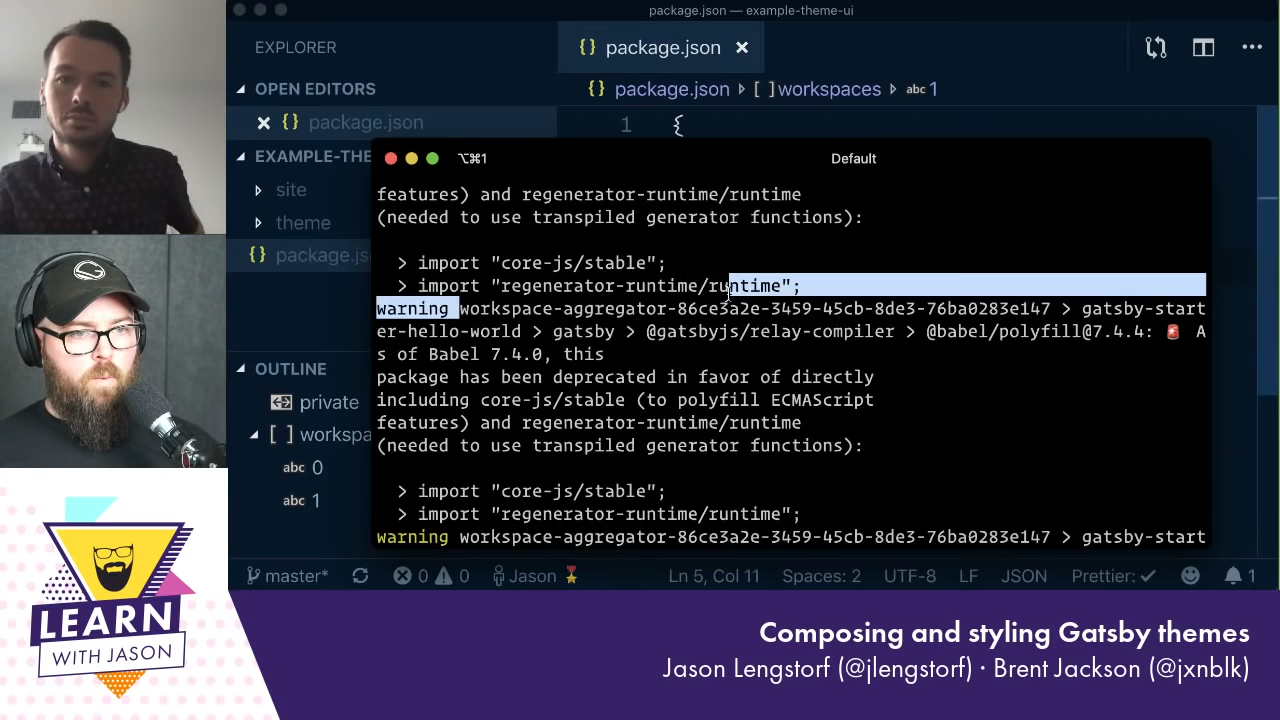 package.json — example-theme-ui
EXPLORER
{} package.json ×
OPEN EDITORS
{} package.json > [ ]workspaces > abc 1
× {} package.json
1 {
EXAMPLE-THE
site
theme
{} package.js
⌥⌘1 Default
features) and regenerator-runtime/runtime
(needed to use transpiled generator functions):
> import "core-js/stable";
> import "regenerator-runtime/runtime";
warning workspace-aggregator-86ce3a2e-3459-45cb-8de3-76ba0283e147 > gatsby-start
er-hello-world > gatsby > @gatsbyjs/relay-compiler > @babel/polyfill@7.4.4: 🚨 A
s of Babel 7.4.0, this
package has been deprecated in favor of directly
including core-js/stable (to polyfill ECMAScript
features) and regenerator-runtime/runtime
(needed to use transpiled generator functions):
> import "core-js/stable";
> import "regenerator-runtime/runtime";
warning workspace-aggregator-86ce3a2e-3459-45cb-8de3-76ba0283e147 > gatsby-start
OUTLINE
private
[ ] workspa
abc 0
abc 1
master* 0 0 Jason Ln 5, Col 11 Spaces: 2 UTF-8 LF JSON Prettier: ✓ 1
LEARN
WITH JASON
Composing and styling Gatsby themes
Jason Lengstorf (@jlengstorf) · Brent Jackson (@jxnblk)